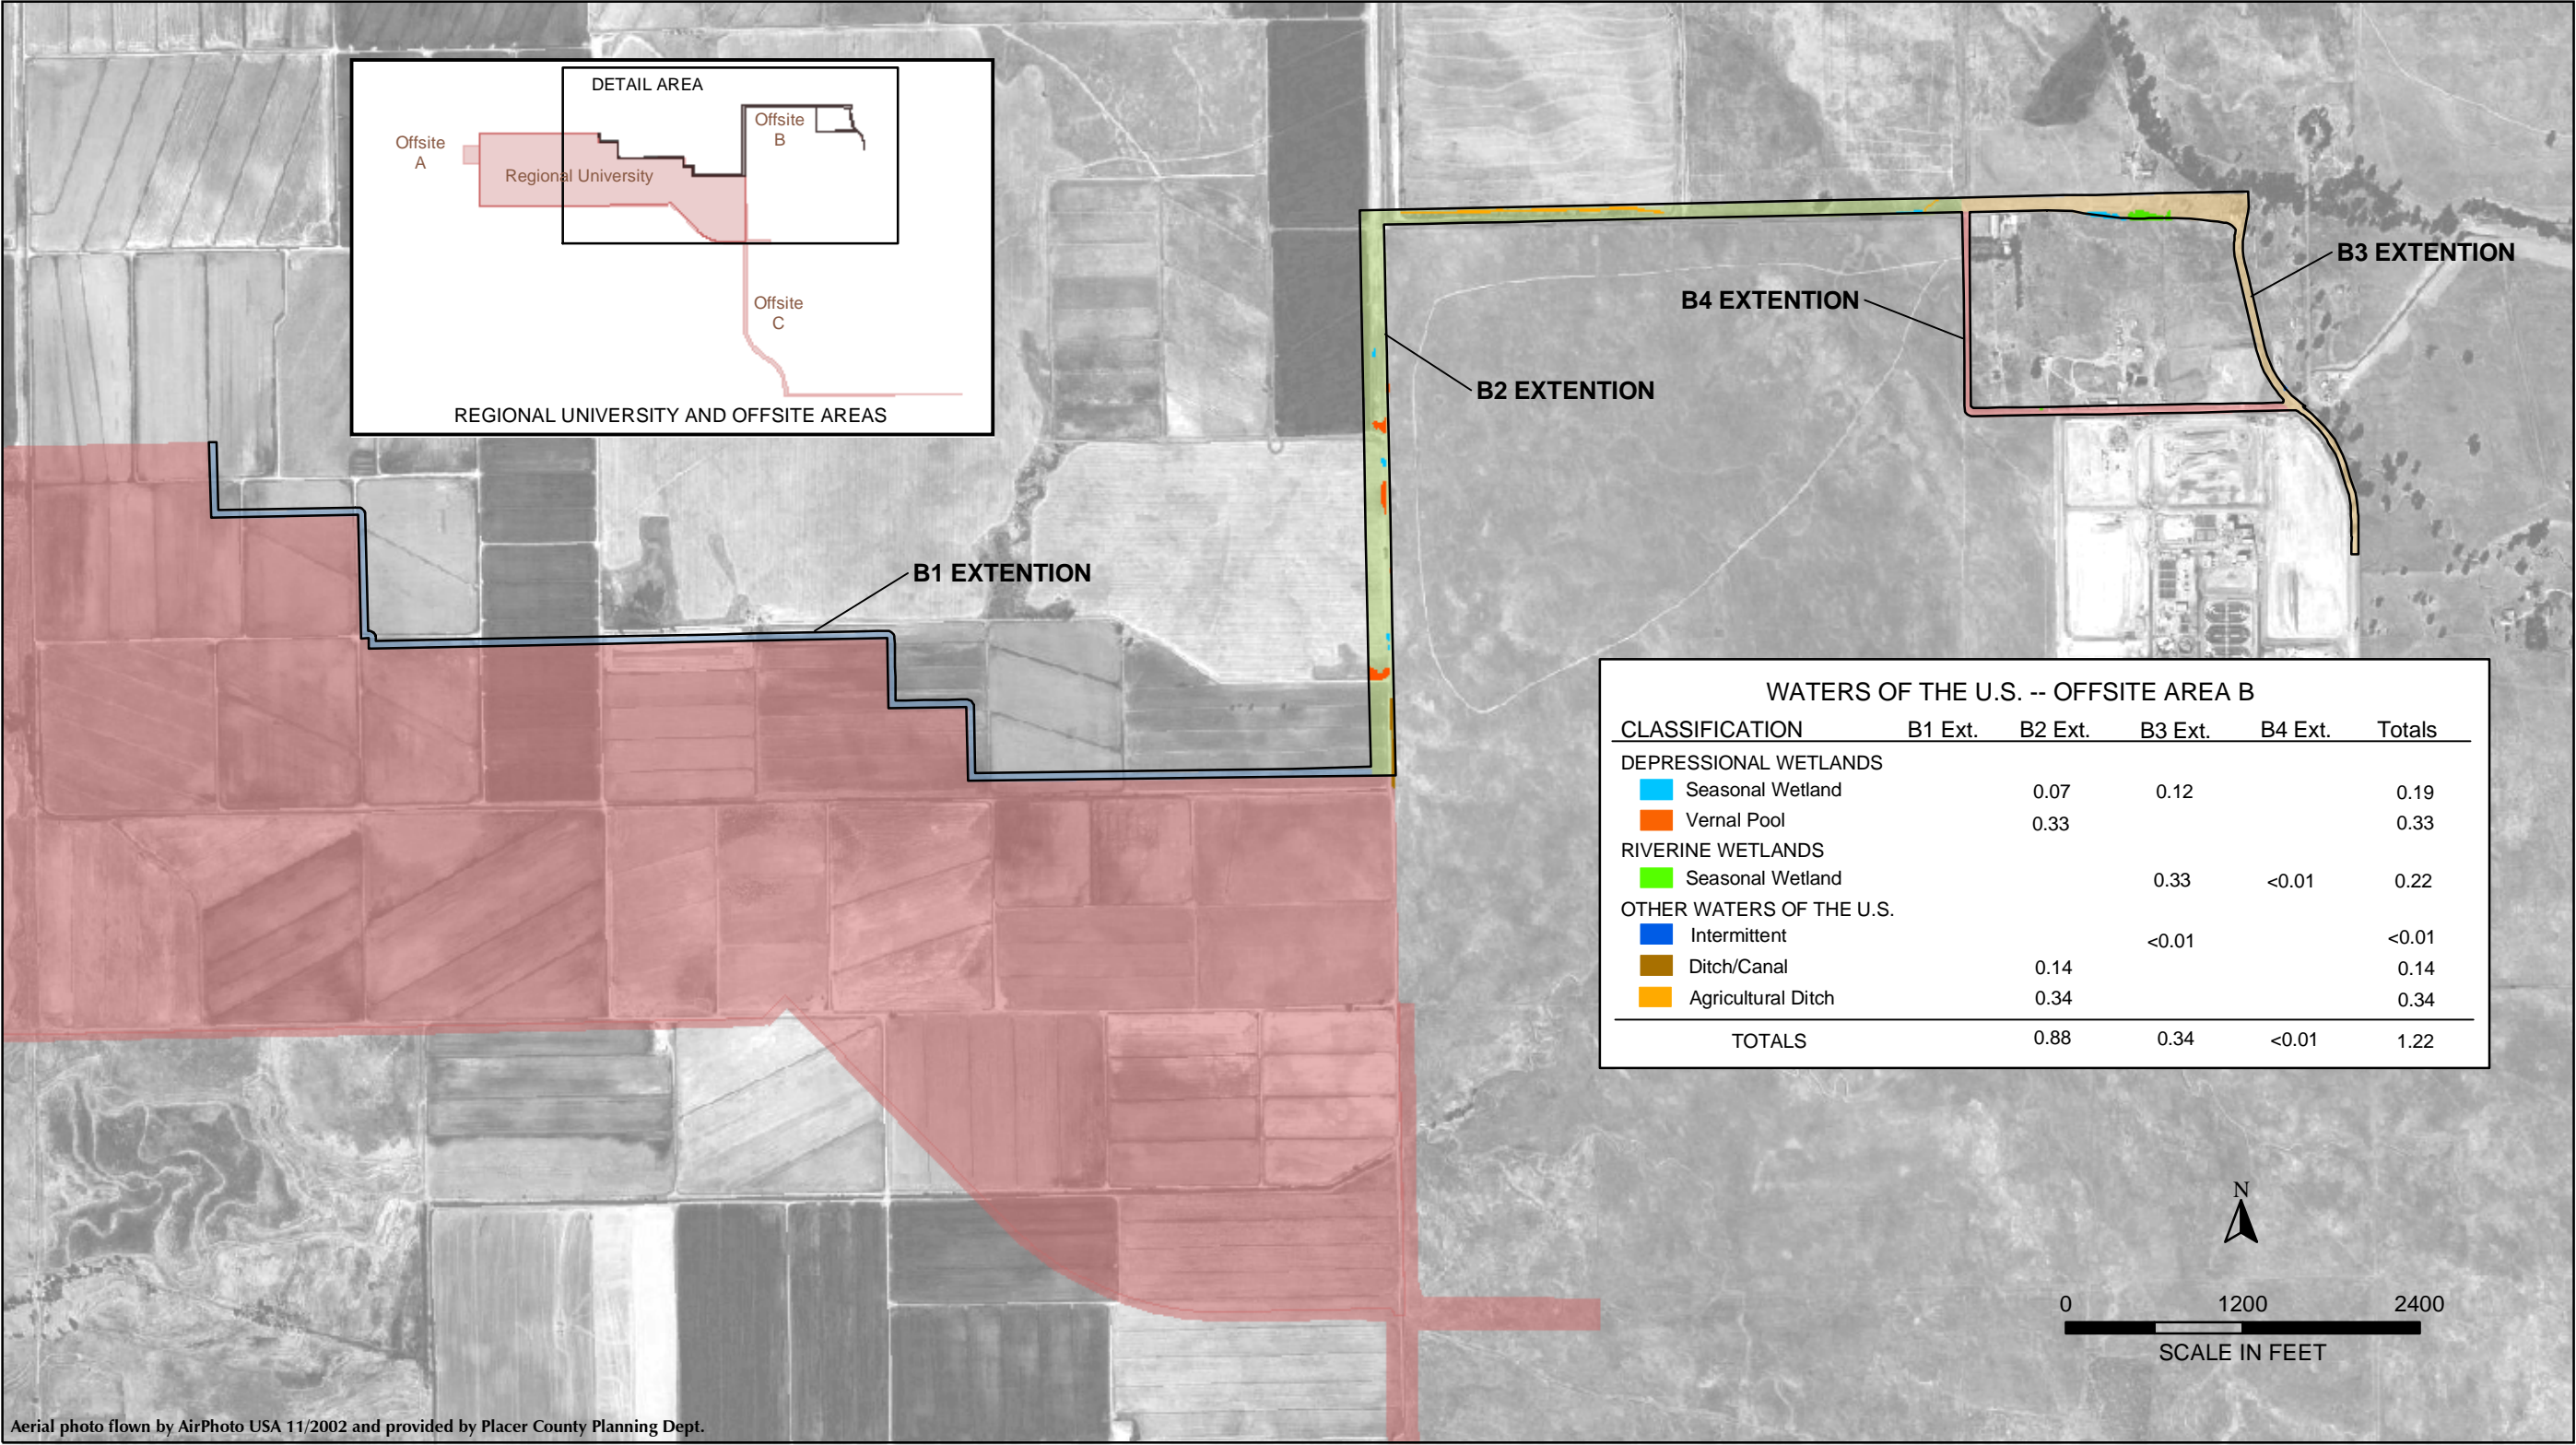 DETAIL AREA
Offsite
A
Regional University
Offsite
B
Offsite
C
REGIONAL UNIVERSITY AND OFFSITE AREAS
B1 EXTENTION
B2 EXTENTION
B4 EXTENTION
B3 EXTENTION
WATERS OF THE U.S. -- OFFSITE AREA B
CLASSIFICATION B1 Ext. B2 Ext. B3 Ext. B4 Ext. Totals
DEPRESSIONAL WETLANDS
Seasonal Wetland 0.07 0.12 0.19
Vernal Pool 0.33 0.33
RIVERINE WETLANDS
Seasonal Wetland 0.33 <0.01 0.22
OTHER WATERS OF THE U.S.
Intermittent <0.01 <0.01
Ditch/Canal 0.14 0.14
Agricultural Ditch 0.34 0.34
TOTALS 0.88 0.34 <0.01 1.22
N
0 1200 2400
SCALE IN FEET
Aerial photo flown by AirPhoto USA 11/2002 and provided by Placer County Planning Dept.